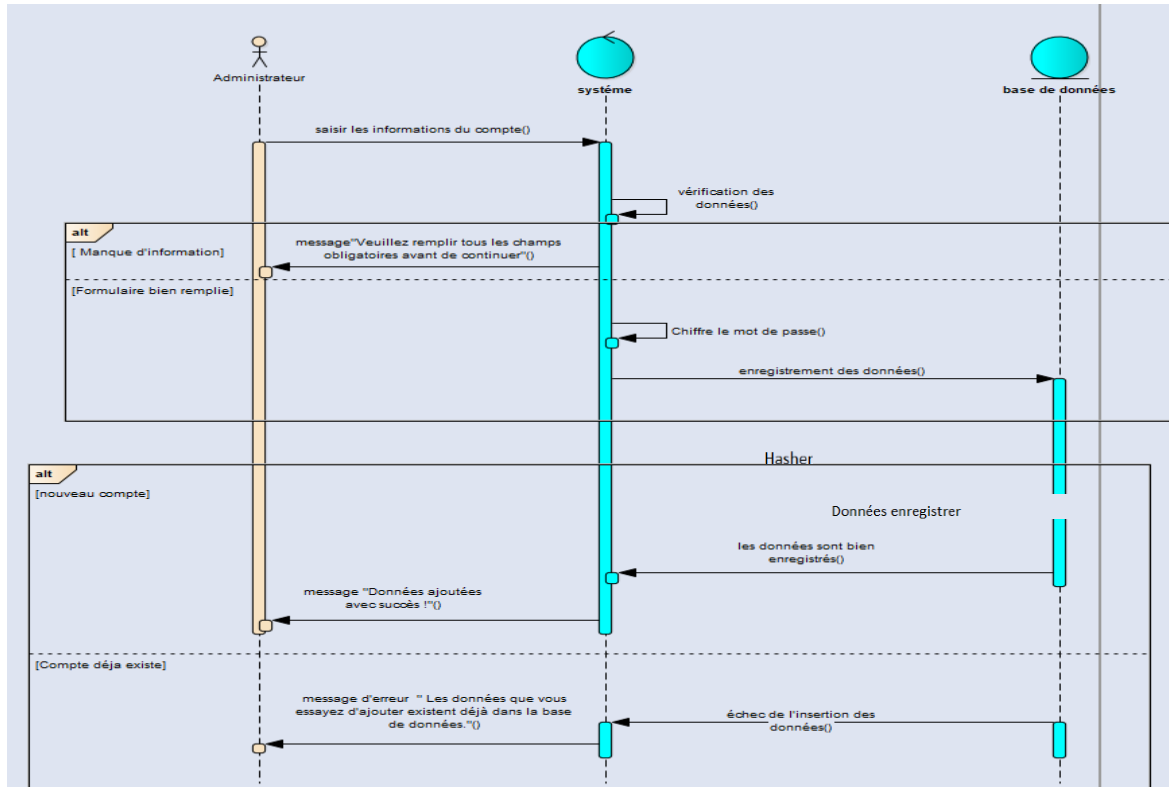 Administrateur
systéme
base de données
saisir les informations du compte()
vérification des
données()
alt
[ Manque d'information]
message"Veuillez remplir tous les champs
obligatoires avant de continuer"()
[Formulaire bien remplie]
Chiffre le mot de passe()
enregistrement des données()
Hasher
alt
[nouveau compte]
Données enregistrer
les données sont bien
enregistrés()
message "Données ajoutées
avec succès !"()
[Compte déja existe]
message d'erreur " Les données que vous
essayez d'ajouter existent déjà dans la base
de données."()
échec de l'insertion des
données()